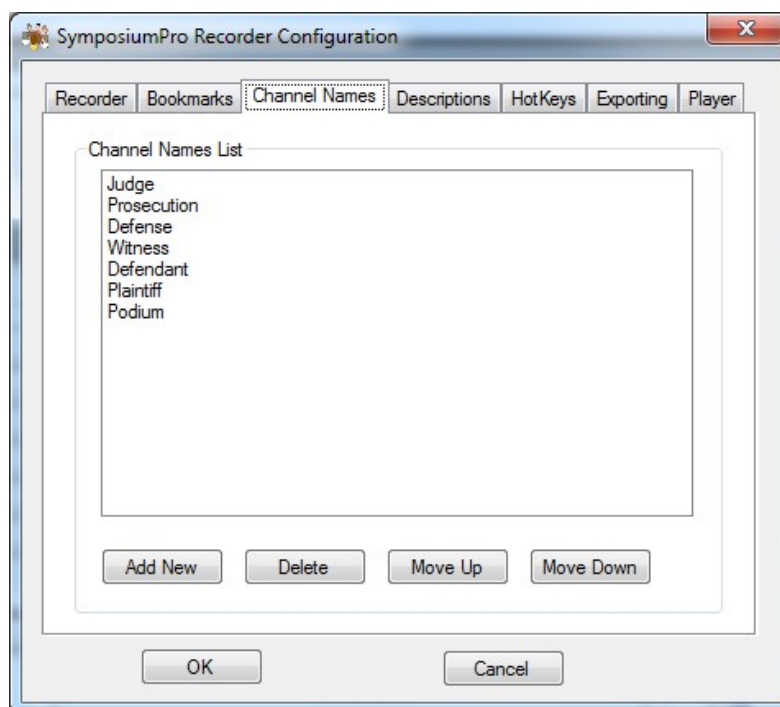 SymposiumPro Recorder Configuration
Recorder Bookmarks Channel Names Descriptions HotKeys Exporting Player
Channel Names List
Judge
Prosecution
Defense
Witness
Defendant
Plaintiff
Podium
Add New Delete Move Up Move Down
OK Cancel